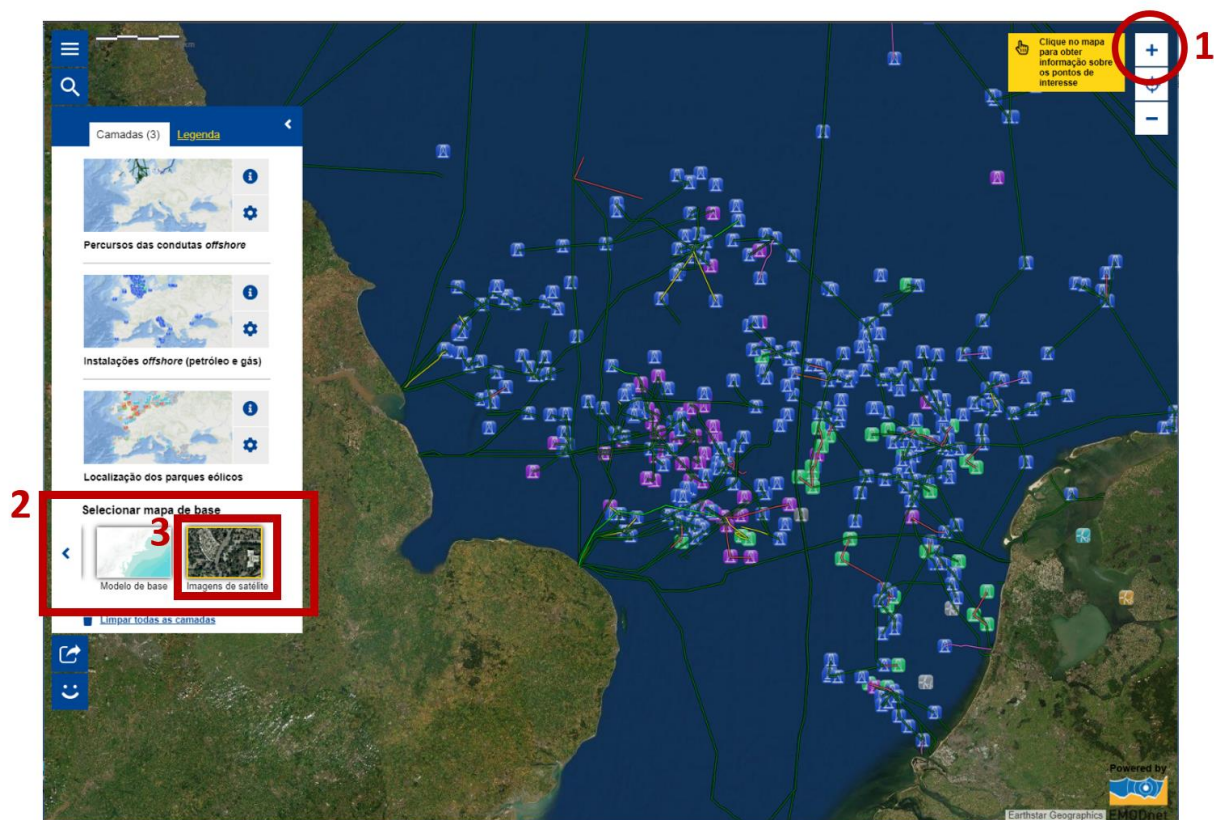 1
Clique no mapa
para obter
informação sobre
os pontos de
interesse
+
−
Camadas (3) Legenda
Percursos das condutas offshore
Instalações offshore (petróleo e gás)
Localização dos parques eólicos
2
Selecionar mapa de base
3
Modelo de base Imagens de satélite
Limpar todas as camadas
Powered by
Earthstar Geographics EMODnet